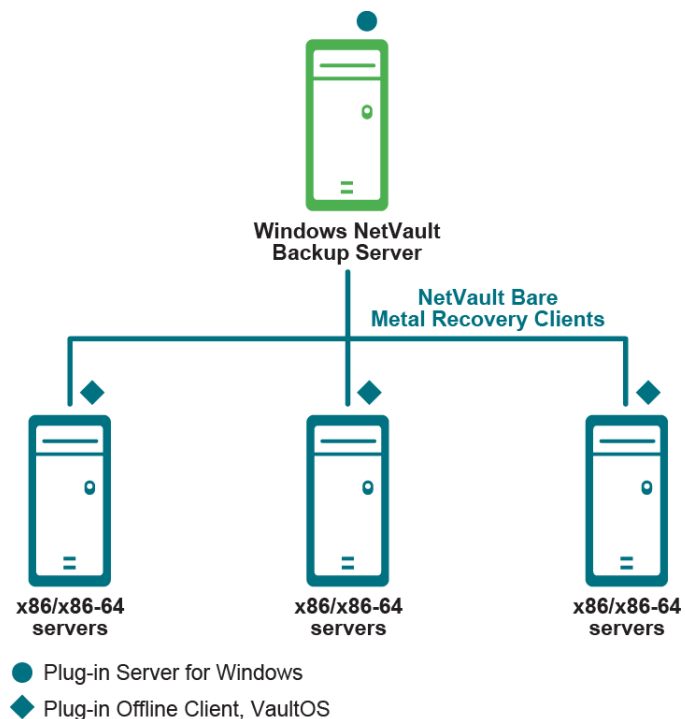 Windows NetVault
Backup Server
NetVault Bare
Metal Recovery Clients
x86/x86-64
servers
x86/x86-64
servers
x86/x86-64
servers
Plug-in Server for Windows
Plug-in Offline Client, VaultOS